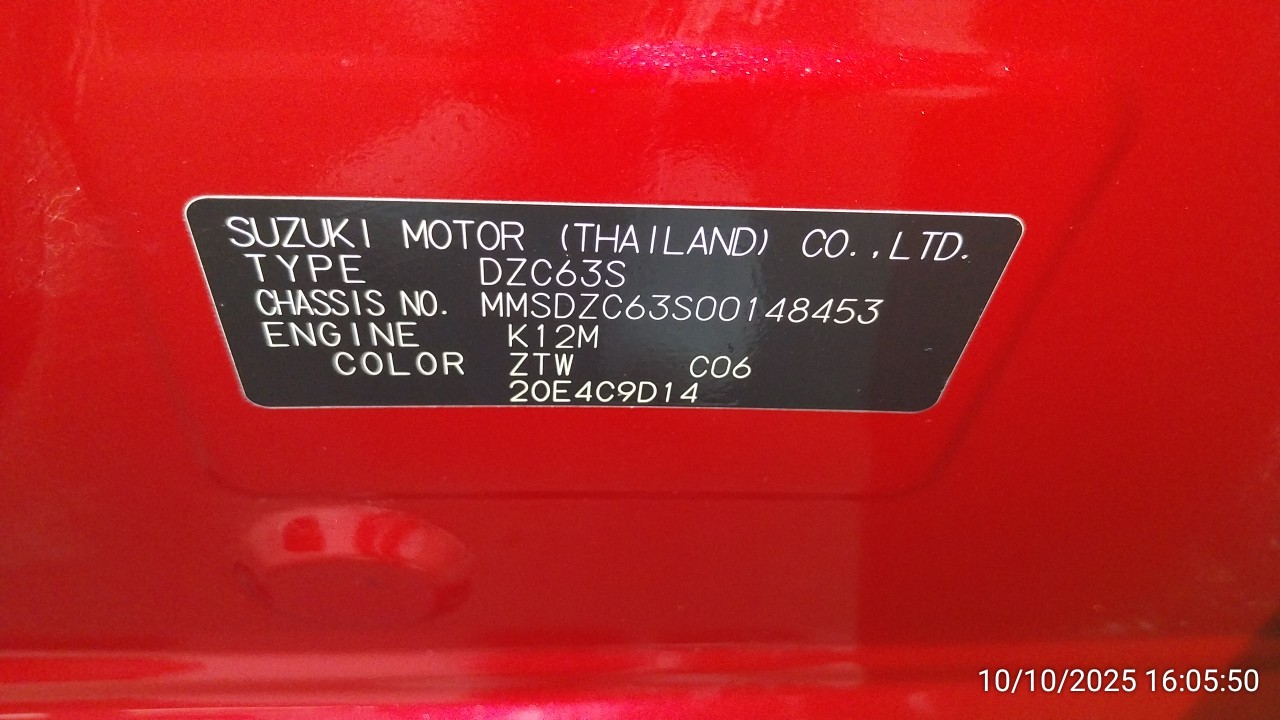 SUZUKI MOTOR (THAILAND) CO.,LTD.
TYPE DZC63S
CHASSIS NO. MMSDZC63S00148453
ENGINE K12M
COLOR ZTW C06
20E4C9D14
10/10/2025 16:05:50